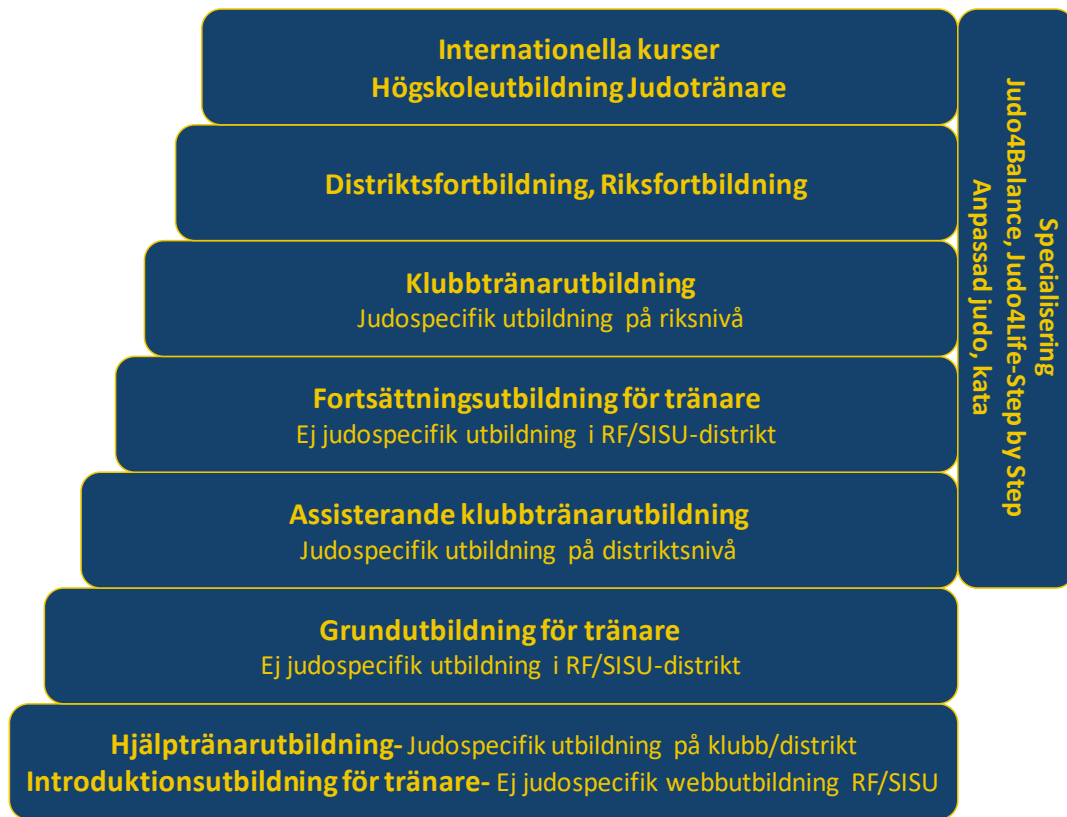 Internationella kurser
Högskoleutbildning Judotränare
Distriktsfortbildning, Riksfortbildning
Klubbtränarutbildning
Judospecifik utbildning på riksnivå
Fortsättningsutbildning för tränare
Ej judospecifik utbildning i RF/SISU-distrikt
Assisterande klubbtränarutbildning
Judospecifik utbildning på distriktsnivå
Grundutbildning för tränare
Ej judospecifik utbildning i RF/SISU-distrikt
Hjälptränarutbildning- Judospecifik utbildning på klubb/distrikt
Introduktionsutbildning för tränare- Ej judospecifik webbutbildning RF/SISU
Specialisering
Judo4Balance, Judo4Life-Step by Step
Anpassad judo, kata